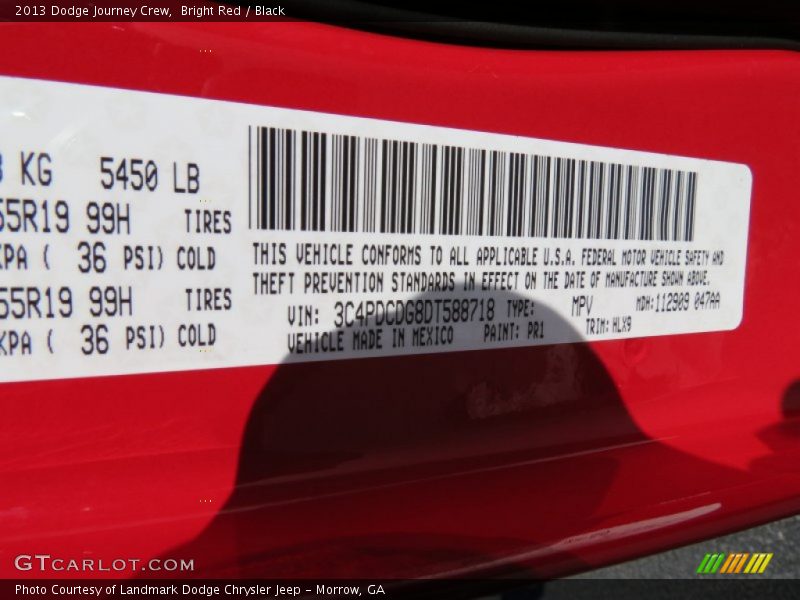 2013 Dodge Journey Crew,  Bright Red / Black
KG 5450 LB
55R19 99H TIRES
KPA ( 36 PSI) COLD
55R19 99H TIRES
KPA ( 36 PSI) COLD
THIS VEHICLE CONFORMS TO ALL APPLICABLE U.S.A. FEDERAL MOTOR VEHICLE SAFETY AND
THEFT PREVENTION STANDARDS IN EFFECT ON THE DATE OF MANUFACTURE SHOWN ABOVE.
VIN: 3C4PDCDG8DT588718 TYPE: MPV MDH:112909 047AA
VEHICLE MADE IN MEXICO PAINT: PR1 TRIM: HLX9
GTCARLOT.COM
Photo Courtesy of Landmark Dodge Chrysler Jeep – Morrow, GA